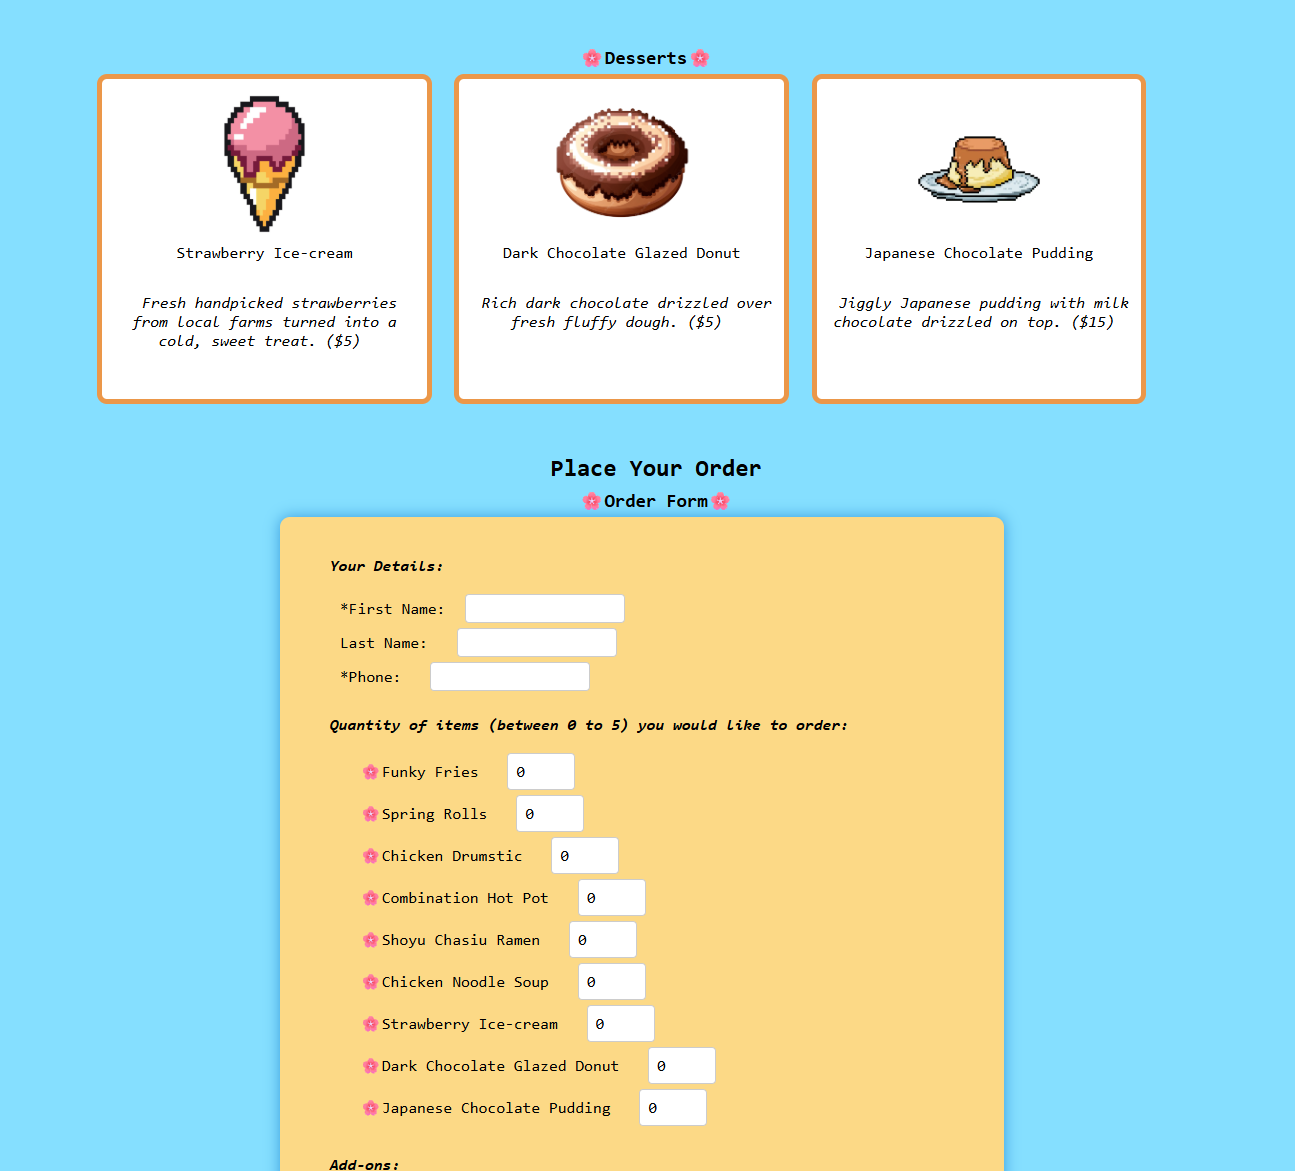 🌸Desserts🌸
Strawberry Ice-cream
Dark Chocolate Glazed Donut
Japanese Chocolate Pudding
Fresh handpicked strawberries
from local farms turned into a
cold, sweet treat. ($5)
Rich dark chocolate drizzled over
fresh fluffy dough. ($5)
Jiggly Japanese pudding with milk
chocolate drizzled on top. ($15)
Place Your Order
🌸Order Form🌸
Your Details:
*First Name:
Last Name:
*Phone:
Quantity of items (between 0 to 5) you would like to order:
🌸Funky Fries 0
🌸Spring Rolls 0
🌸Chicken Drumstic 0
🌸Combination Hot Pot 0
🌸Shoyu Chasiu Ramen 0
🌸Chicken Noodle Soup 0
🌸Strawberry Ice-cream 0
🌸Dark Chocolate Glazed Donut 0
🌸Japanese Chocolate Pudding 0
Add-ons: